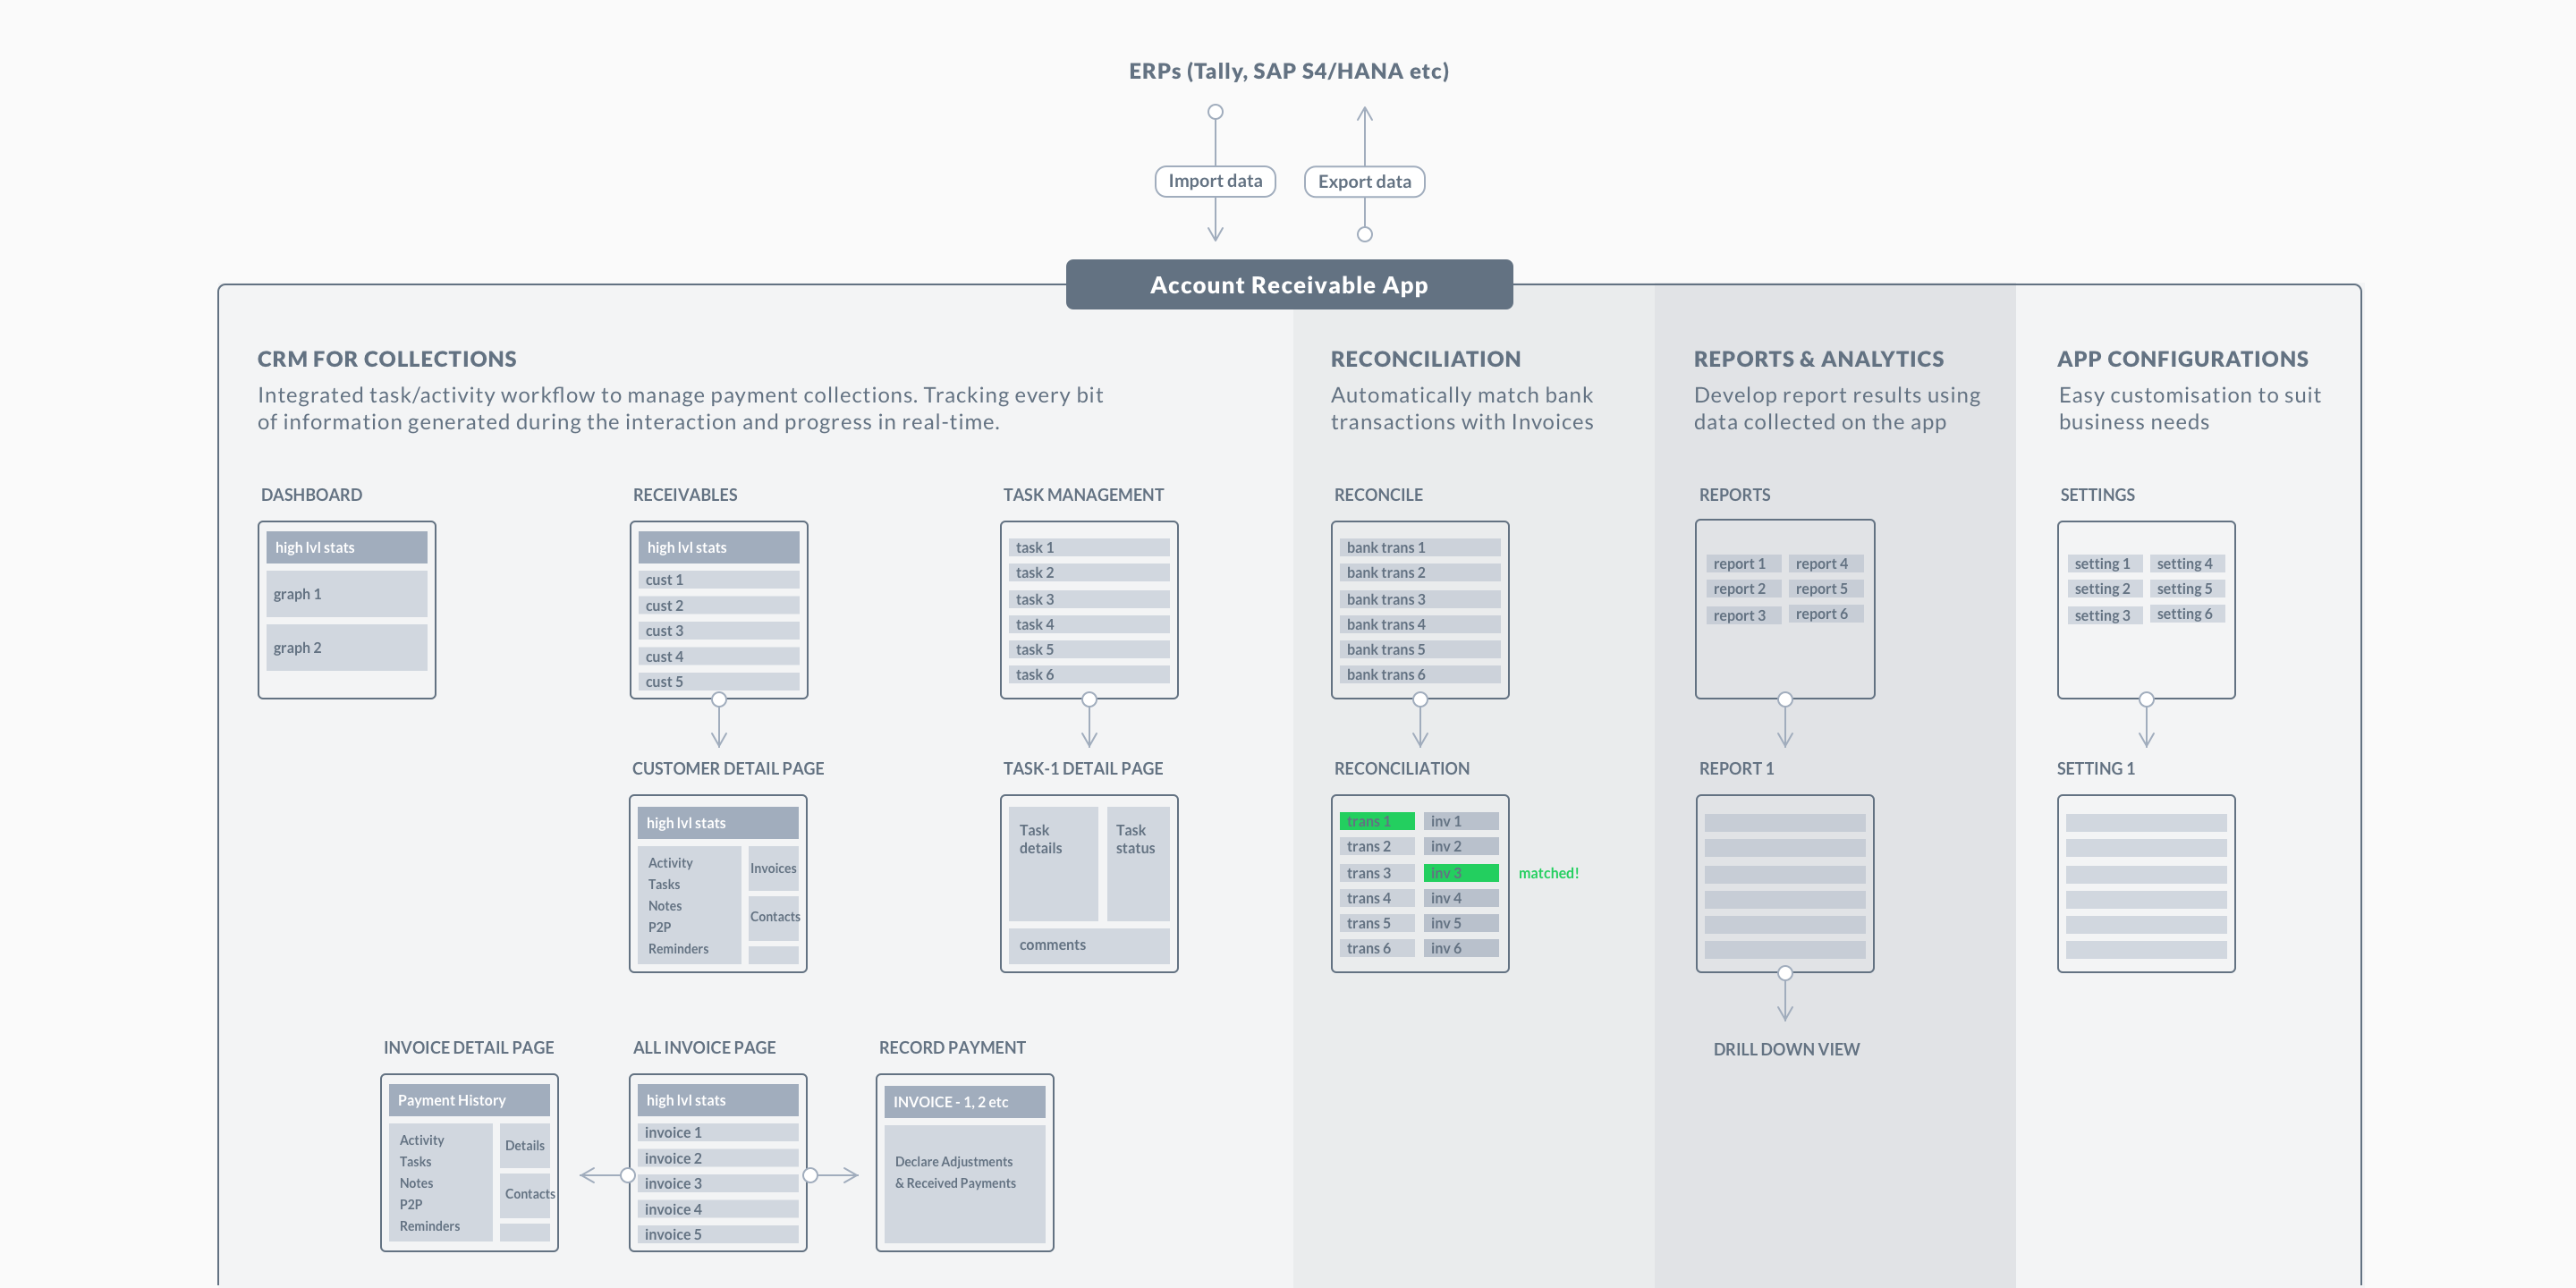 ERPs (Tally, SAP S4/HANA etc)
Import data
Export data
Account Receivable App
CRM FOR COLLECTIONS
Integrated task/activity workflow to manage payment collections. Tracking every bit
of information generated during the interaction and progress in real-time.
DASHBOARD
high lvl stats
graph 1
graph 2
RECEIVABLES
high lvl stats
cust 1
cust 2
cust 3
cust 4
cust 5
TASK MANAGEMENT
task 1
task 2
task 3
task 4
task 5
task 6
CUSTOMER DETAIL PAGE
high lvl stats
Activity
Tasks
Notes
P2P
Reminders
Invoices
Contacts
TASK-1 DETAIL PAGE
Task
details
Task
status
comments
INVOICE DETAIL PAGE
Payment History
Activity
Tasks
Notes
P2P
Reminders
Details
Contacts
ALL INVOICE PAGE
high lvl stats
invoice 1
invoice 2
invoice 3
invoice 4
invoice 5
RECORD PAYMENT
INVOICE - 1, 2 etc
Declare Adjustments
& Received Payments
RECONCILIATION
Automatically match bank
transactions with Invoices
RECONCILE
bank trans 1
bank trans 2
bank trans 3
bank trans 4
bank trans 5
bank trans 6
RECONCILIATION
trans 1
trans 2
trans 3
trans 4
trans 5
trans 6
inv 1
inv 2
inv 3
inv 4
inv 5
inv 6
matched!
REPORTS & ANALYTICS
Develop report results using
data collected on the app
REPORTS
report 1
report 2
report 3
report 4
report 5
report 6
REPORT 1
DRILL DOWN VIEW
APP CONFIGURATIONS
Easy customisation to suit
business needs
SETTINGS
setting 1
setting 2
setting 3
setting 4
setting 5
setting 6
SETTING 1